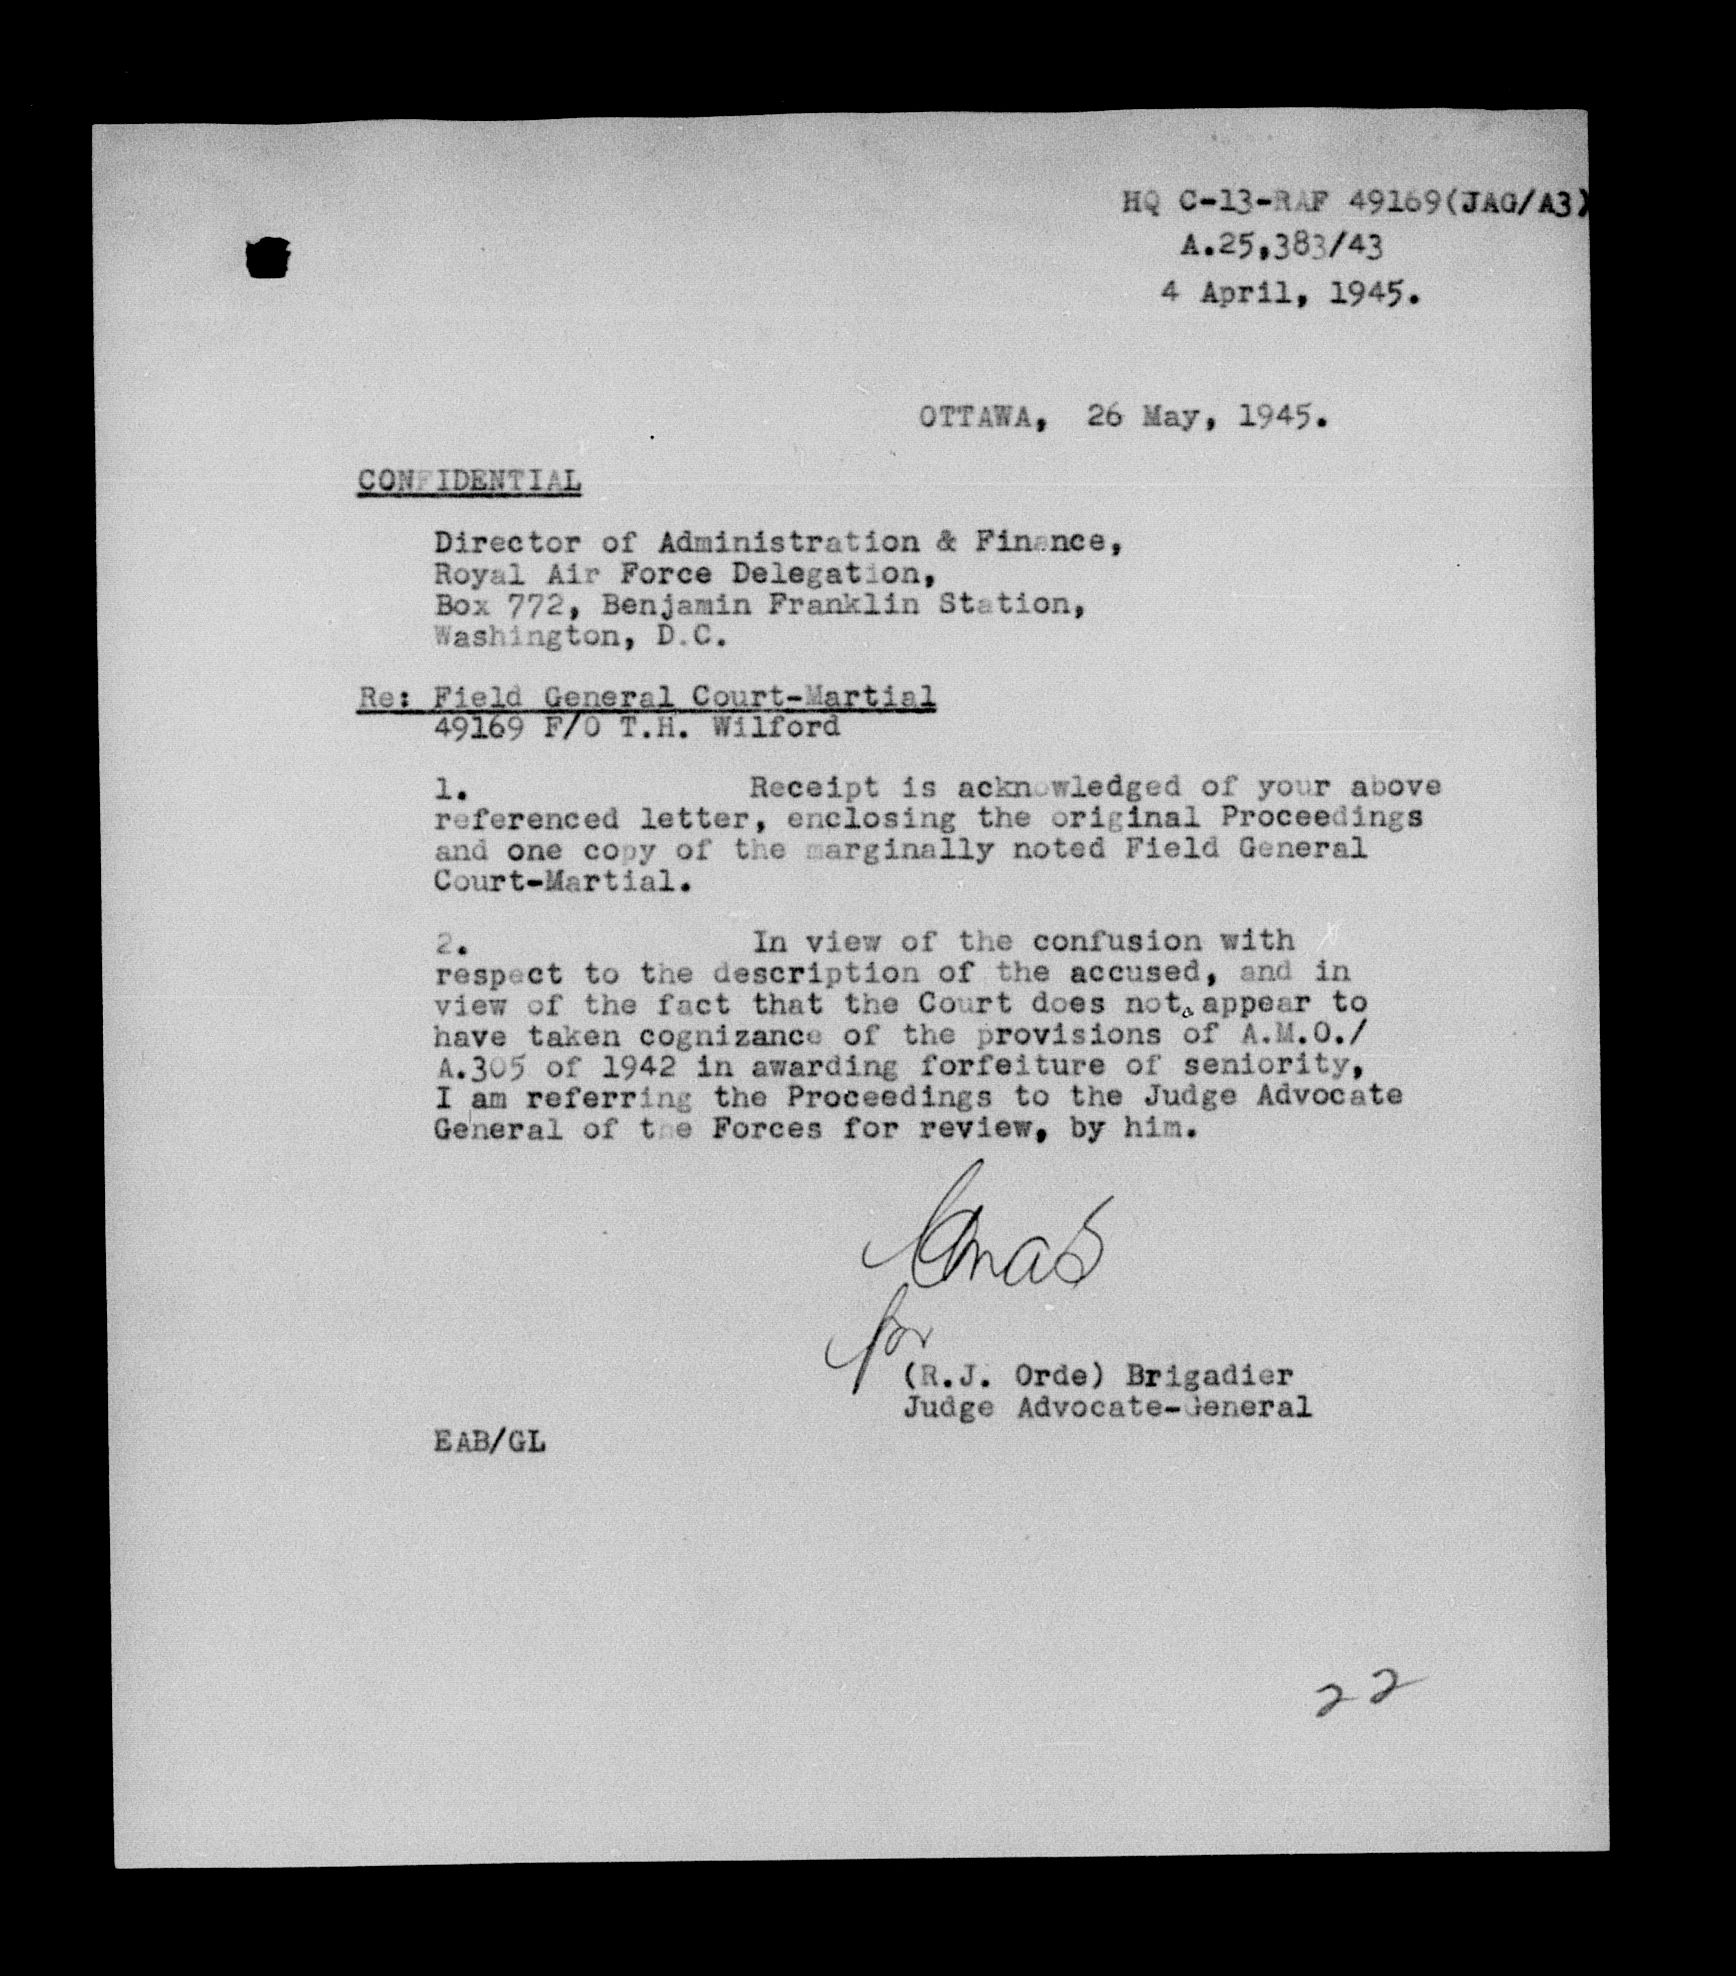 HQ C-13-RAF 49169(JAG/A3)
A.25,383/43
4 April, 1945.
OTTAWA, 26 May, 1945.
CONFIDENTIAL
Director of Administration & Finance,
Royal Air Force Delegation,
Box 772, Benjamin Franklin Station,
Washington, D.C.
Re: Field General Court-Martial
49169 F/O T.H. Wilford
1. Receipt is acknowledged of your above
referenced letter, enclosing the original Proceedings
and one copy of the marginally noted Field General
Court-Martial.
2. In view of the confusion with
respect to the description of the accused, and in
view of the fact that the Court does not appear to
have taken cognizance of the provisions of A.M.O./
A.305 of 1942 in awarding forfeiture of seniority,
I am referring the Proceedings to the Judge Advocate
General of the Forces for review, by him.
for
(R.J. Orde) Brigadier
Judge Advocate-General
EAB/GL
22